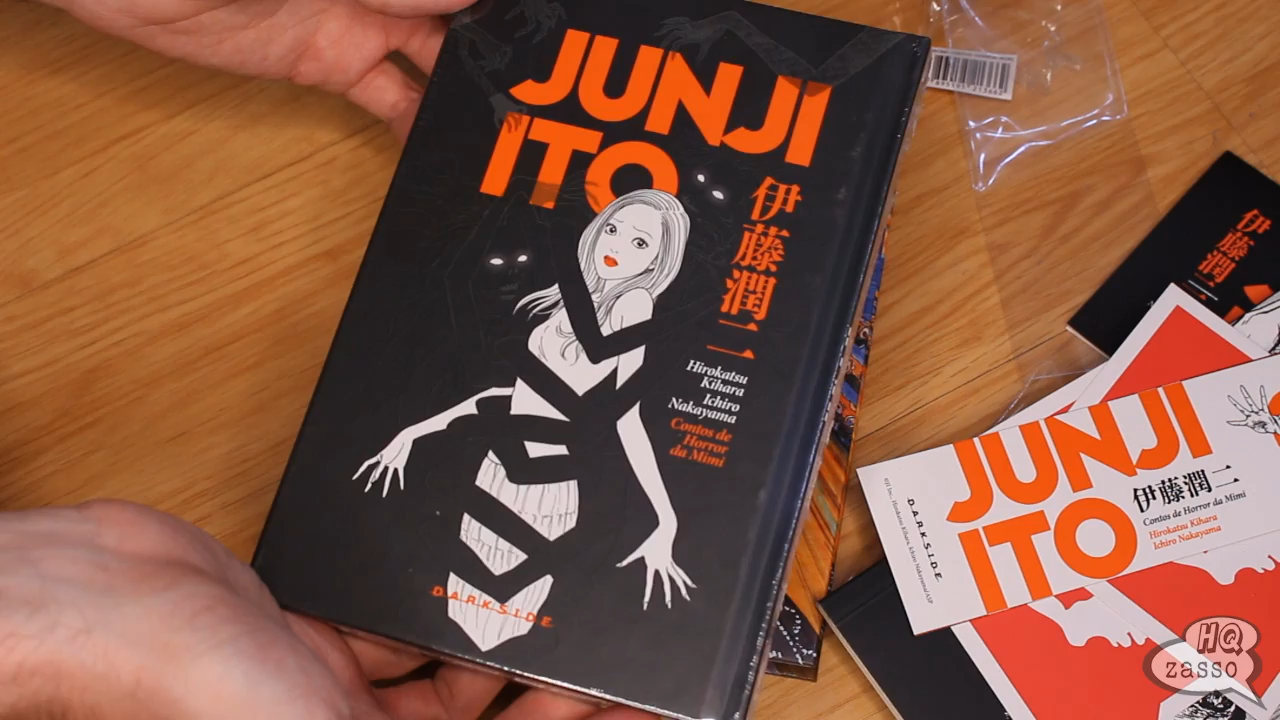 JUNJI
ITO
伊藤潤二
Hirokatsu
Kihara
Ichiro
Nakayama
Contos de
Horror
da Mimi
DARKSIDE
伊藤潤二
JUNJI
ITO
伊藤潤二
Contos de Horror da Mimi
Hirokatsu Kihara
Ichiro Nakayama
DARKSIDE
HQ
zasso